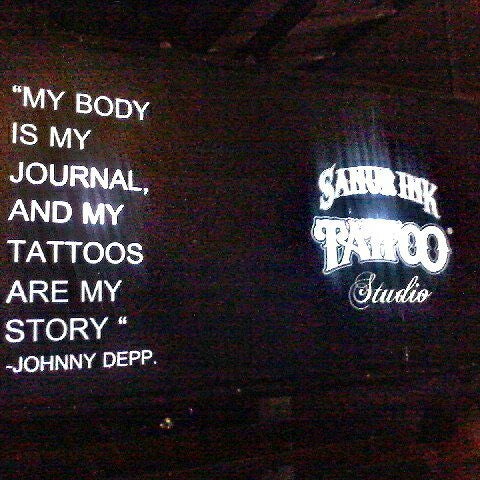 “MY BODY
IS MY
JOURNAL,
AND MY
TATTOOS
ARE MY
STORY “
-JOHNNY DEPP.
SANUR INK
TATTOO
Studio